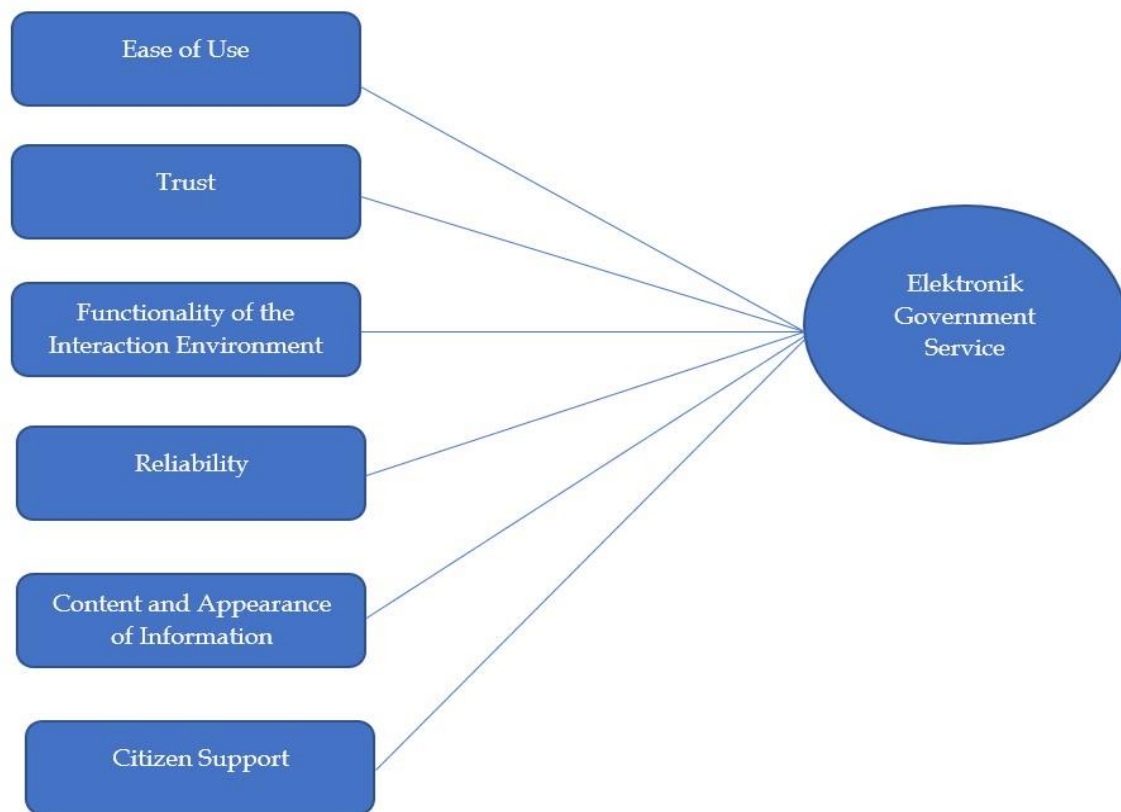 Ease of Use
Trust
Functionality of the
Interaction Environment
Reliability
Content and Appearance
of Information
Citizen Support
Elektronik
Government
Service